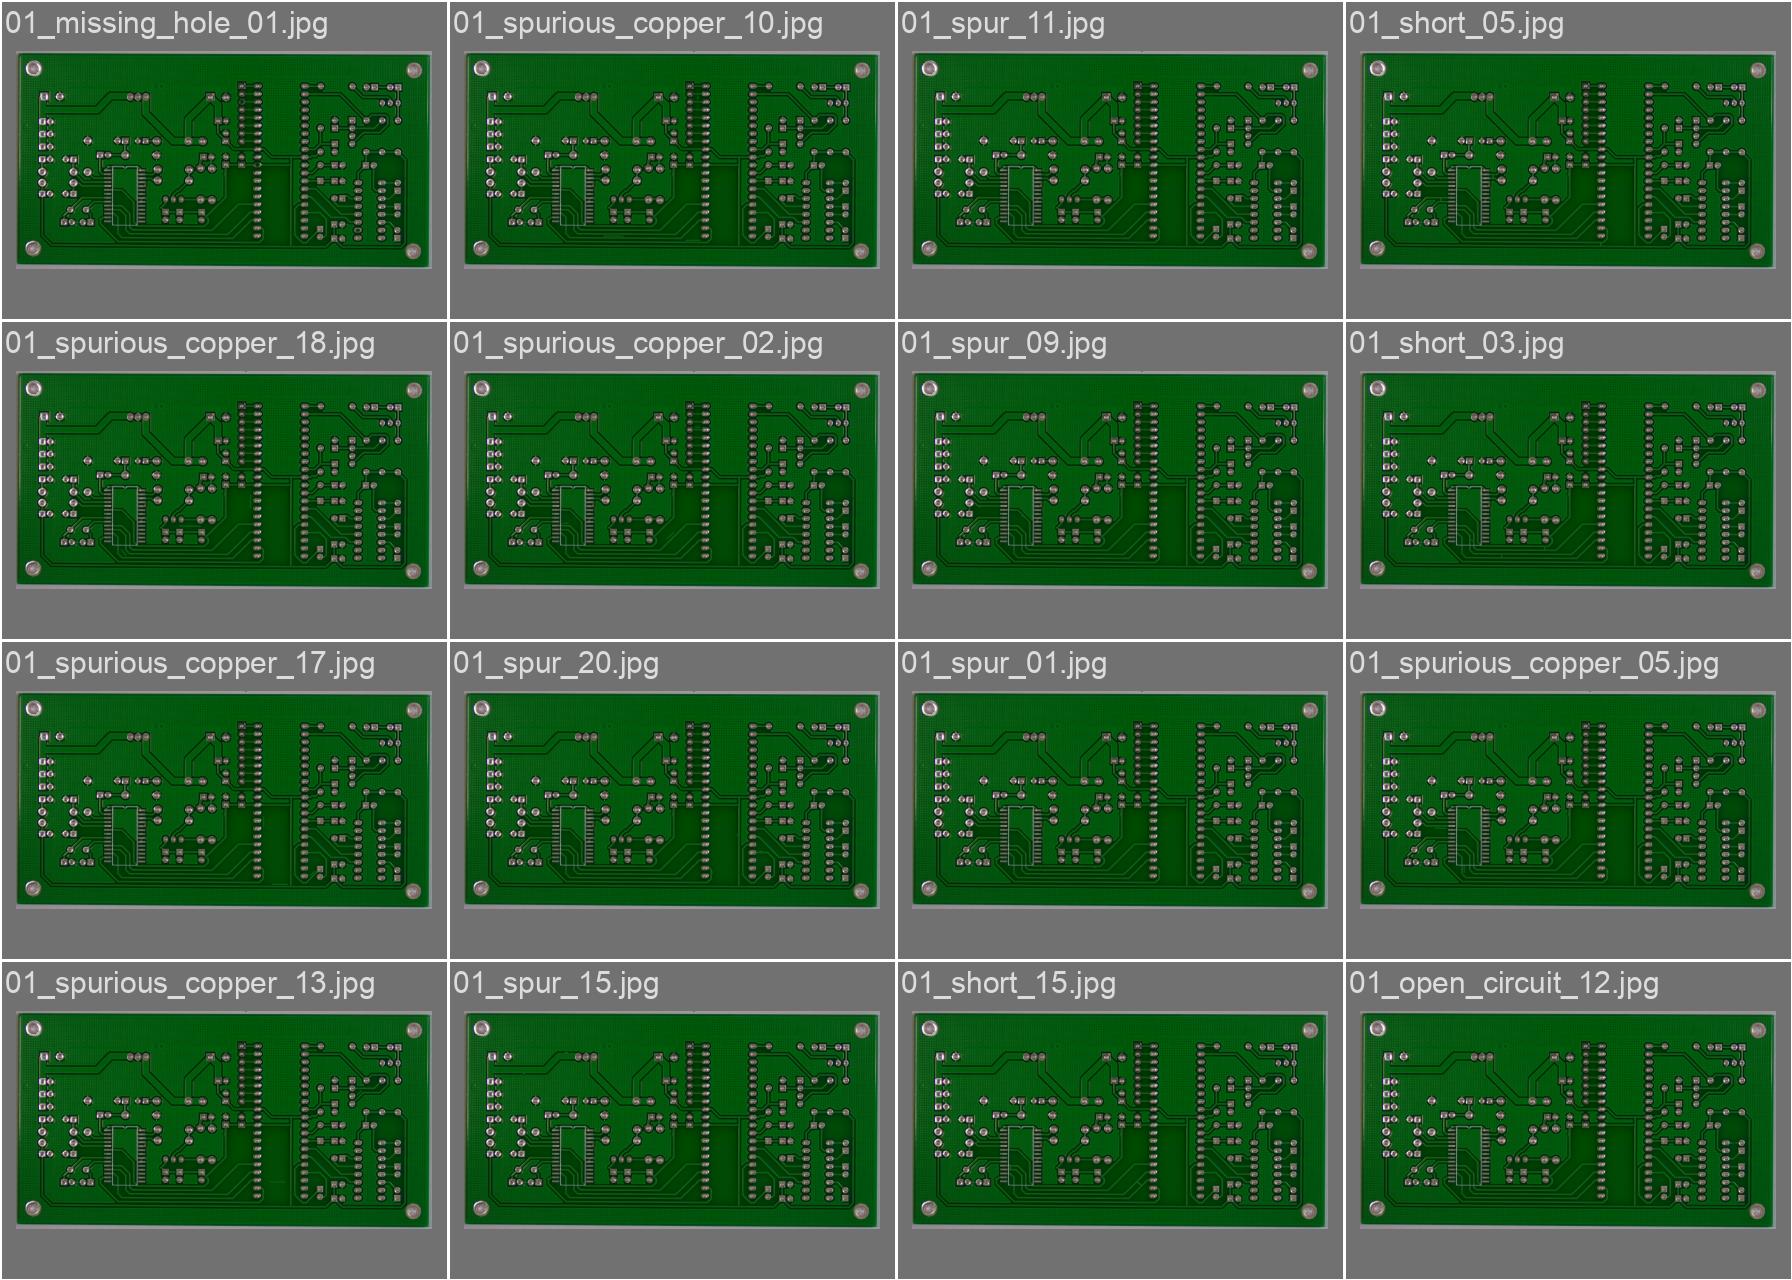 01_missing_hole_01.jpg
01_spurious_copper_10.jpg
01_spur_11.jpg
01_short_05.jpg
01_spurious_copper_18.jpg
01_spurious_copper_02.jpg
01_spur_09.jpg
01_short_03.jpg
01_spurious_copper_17.jpg
01_spur_20.jpg
01_spur_01.jpg
01_spurious_copper_05.jpg
01_spurious_copper_13.jpg
01_spur_15.jpg
01_short_15.jpg
01_open_circuit_12.jpg